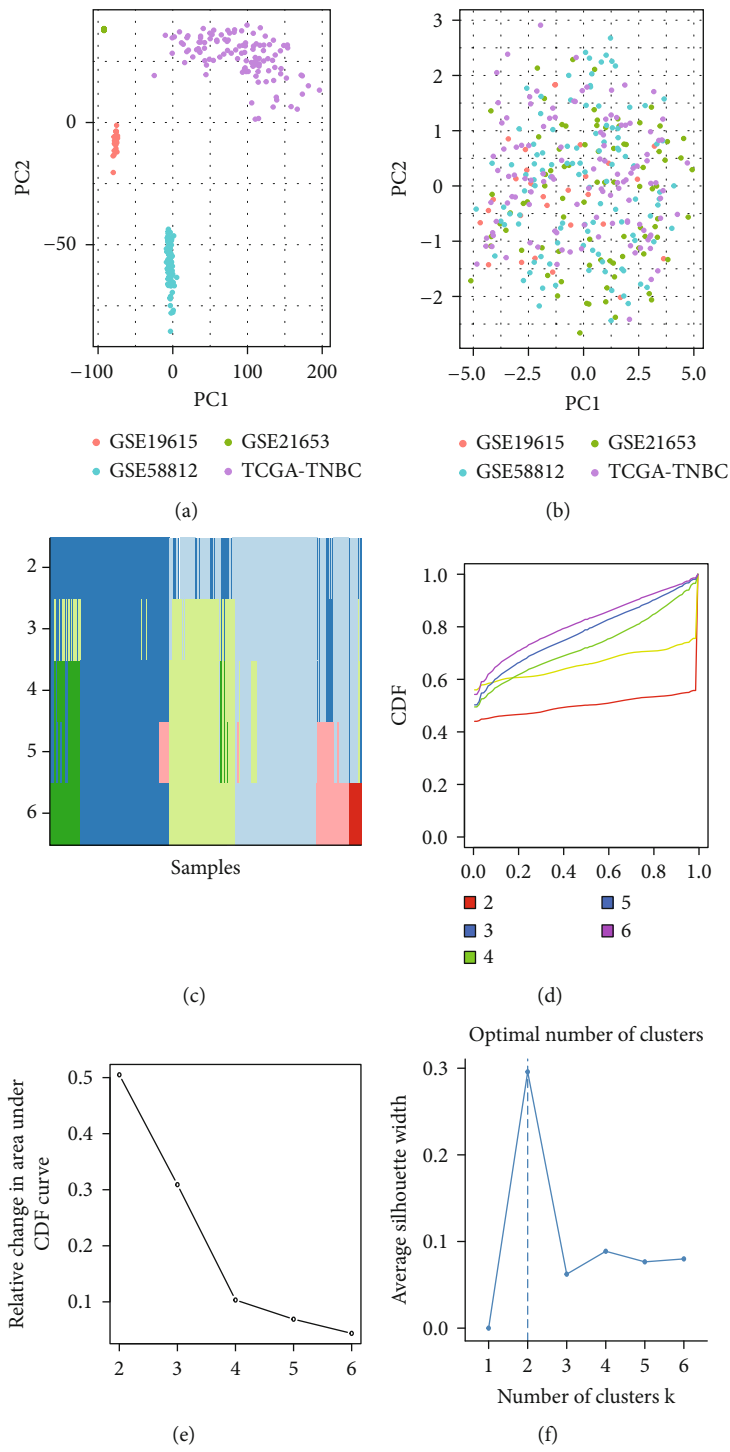 0
−50
PC2
−100 0 100 200
PC1
GSE19615 GSE21653
GSE58812 TCGA-TNBC
(a)
3
2
1
0
−1
−2
PC2
−5.0 −2.5 0.0 2.5 5.0
PC1
GSE19615 GSE21653
GSE58812 TCGA-TNBC
(b)
2
3
4
5
6
Samples
(c)
1.0
0.8
0.6
0.4
0.2
0.0
CDF
0.0 0.2 0.4 0.6 0.8 1.0
2 5
3 6
4
(d)
0.5
0.3
0.2
0.1
Relative change in area under
CDF curve
2 3 4 5 6
(e)
Optimal number of clusters
0.3
0.2
0.1
0.0
Average silhouette width
1 2 3 4 5 6
Number of clusters k
(f)